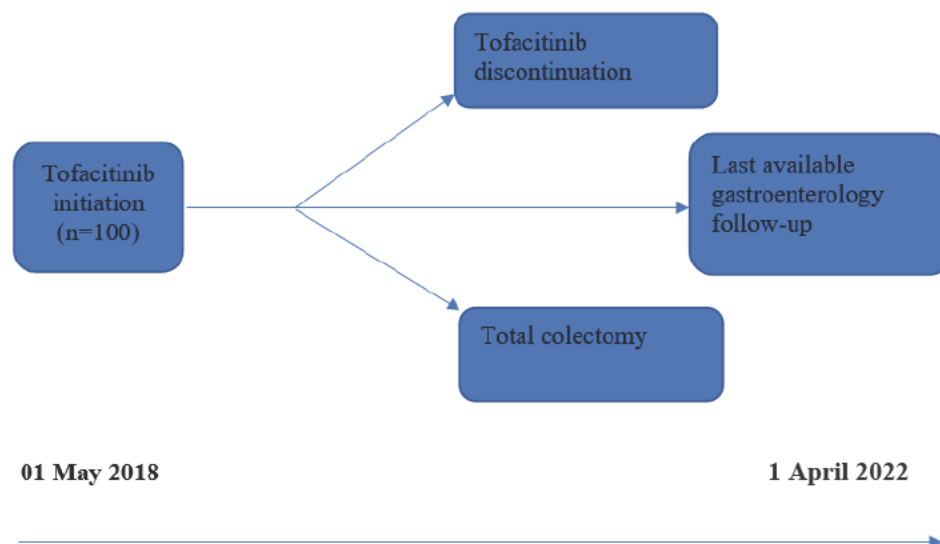 Tofacitinib
discontinuation
Tofacitinib
initiation
(n=100)
Last available
gastroenterology
follow-up
Total colectomy
01 May 2018
1 April 2022